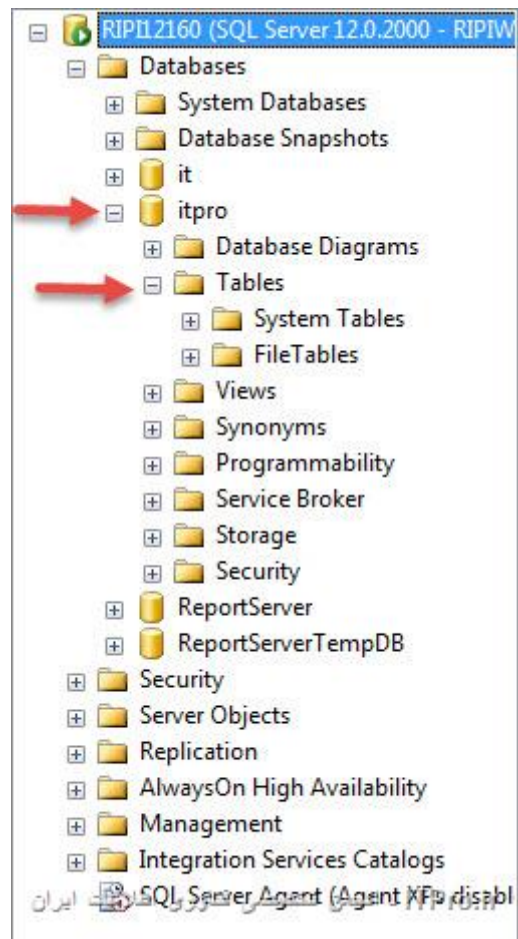 RIPI12160 (SQL Server 12.0.2000 - RIPIW
Databases
System Databases
Database Snapshots
it
itpro
Database Diagrams
Tables
System Tables
FileTables
Views
Synonyms
Programmability
Service Broker
Storage
Security
ReportServer
ReportServerTempDB
Security
Server Objects
Replication
AlwaysOn High Availability
Management
Integration Services Catalogs
SQL Server Agent (Agent XPs disabl
ایران